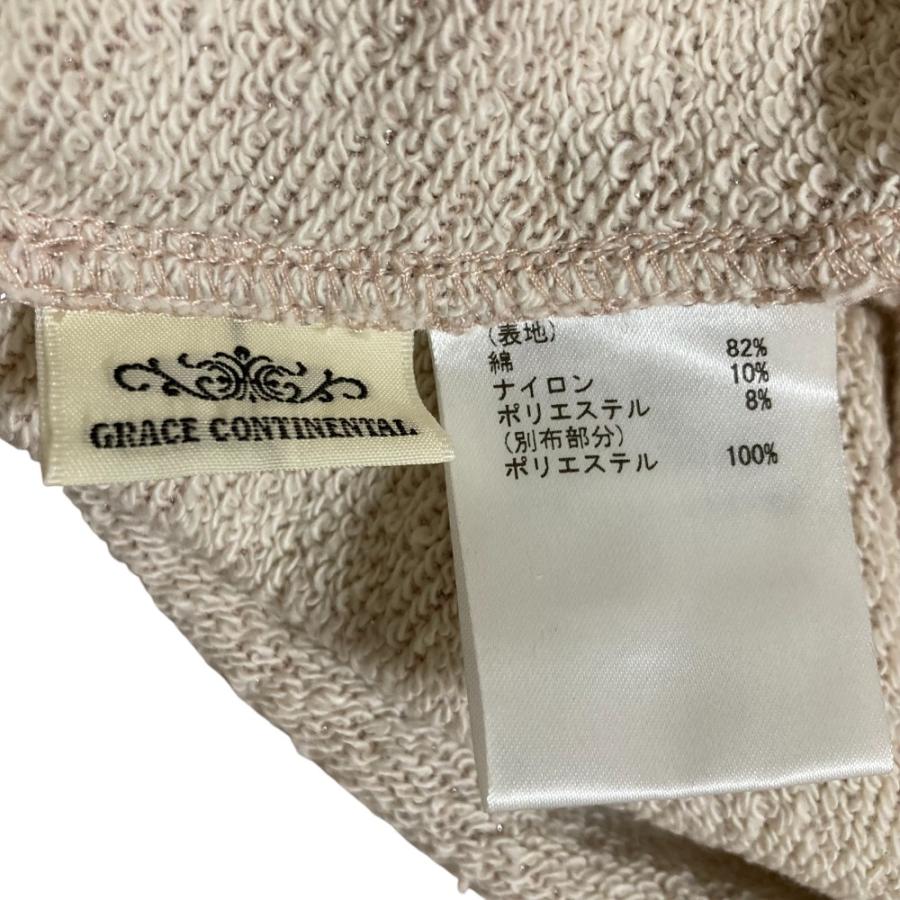 GRACE CONTINENTAL
(表地)
綿 82%
ナイロン 10%
ポリエステル 8%
(別布部分)
ポリエステル 100%